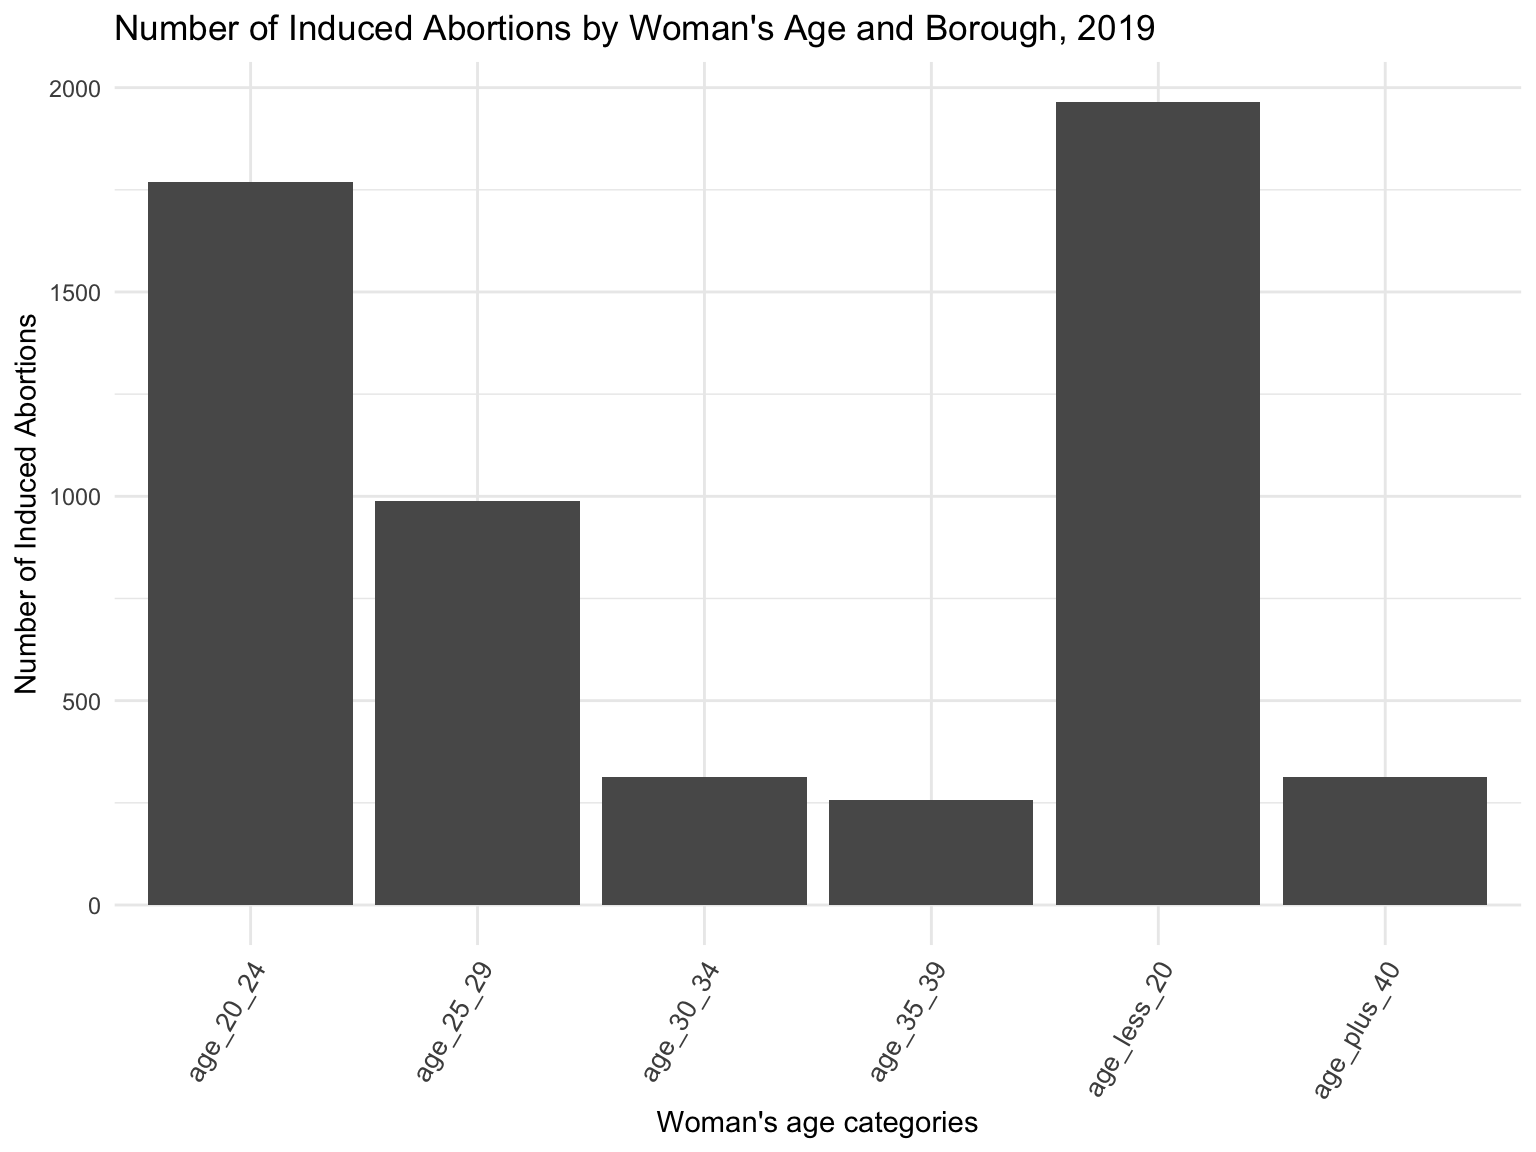 Number of Induced Abortions by Woman's Age and Borough, 2019
Number of Induced Abortions
2000
1500
1000
500
0
age_20_24
age_25_29
age_30_34
age_35_39
age_less_20
age_plus_40
Woman's age categories